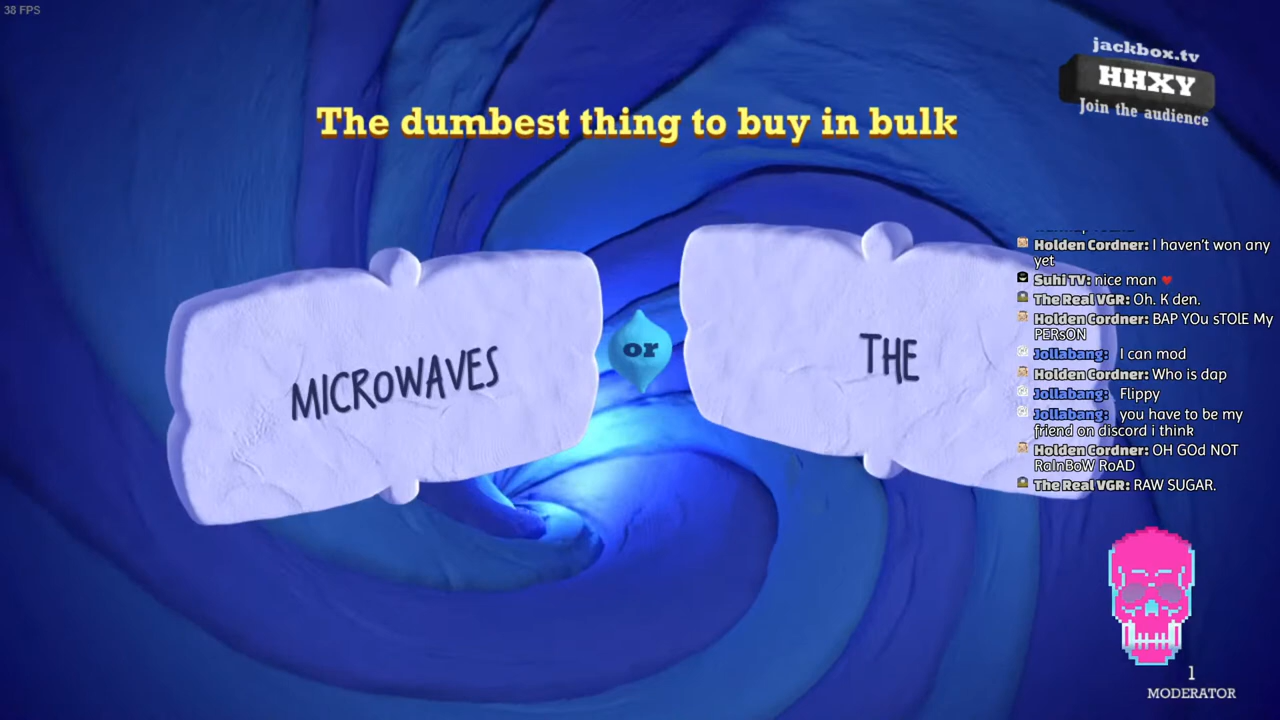 38 FPS
jackbox.tv
HHXY
Join the audience
The dumbest thing to buy in bulk
MICROWAVES
or
THE
Holden Cordner: I haven't won any
yet
Suhi TV: nice man ❤
The Real VGR: Oh. K den.
Holden Cordner: BAP YOu sTOlE My
PERsON
Jollabang: I can mod
Holden Cordner: Who is dap
Jollabang: Flippy
Jollabang: you have to be my
friend on discord i think
Holden Cordner: OH GOd NOT
RaInBoW RoAD
The Real VGR: RAW SUGAR.
1
MODERATOR